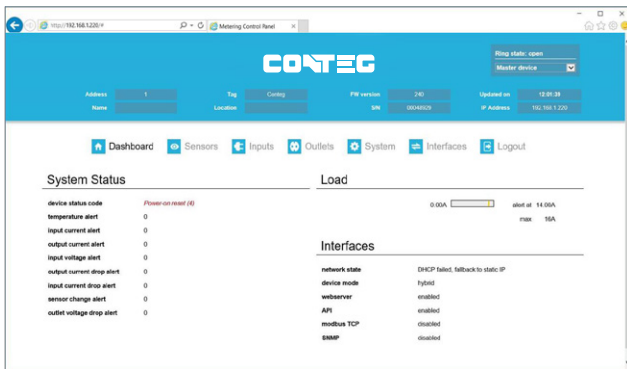 http://192.168.1.220/#
Metering Control Panel
CONTEG
Ring state: open
Master device
Address 1 Tag Conteg FW version 240 Updated on 12:01:39
Name Location S/N 08040929 IP Address 192.168.1.220
Dashboard Sensors Inputs Outlets System Interfaces Logout
System Status
device status code Power-on reset (4)
temperature alert 0
input current alert 0
output current alert 0
input voltage alert 0
output current drop alert 0
input current drop alert 0
sensor change alert 0
outlet voltage drop alert 0
Load
0.00A alert at 14.00A
max 16A
Interfaces
network state DHCP failed, fallback to static IP
device mode hybrid
webserver enabled
API enabled
modbus TCP disabled
SNMP disabled